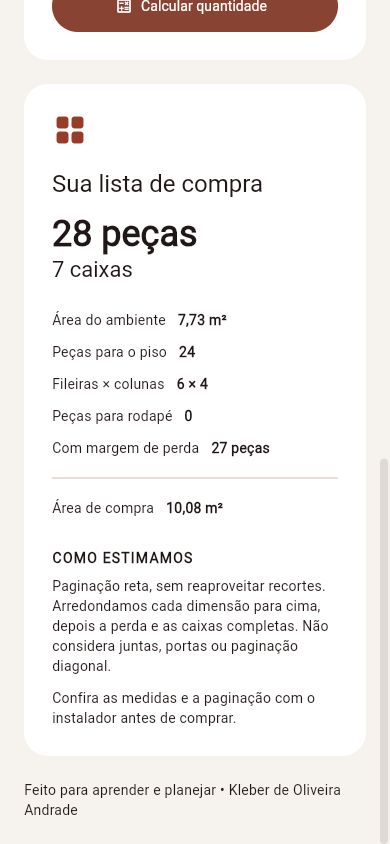 Calcular quantidade
Sua lista de compra
28 peças
7 caixas
Área do ambiente 7,73 m²
Peças para o piso 24
Fileiras × colunas 6 × 4
Peças para rodapé 0
Com margem de perda 27 peças
Área de compra 10,08 m²
COMO ESTIMAMOS
Paginação reta, sem reaproveitar recortes.
Arredondamos cada dimensão para cima,
depois a perda e as caixas completas. Não
considera juntas, portas ou paginação
diagonal.
Confira as medidas e a paginação com o
instalador antes de comprar.
Feito para aprender e planejar • Kleber de Oliveira
Andrade